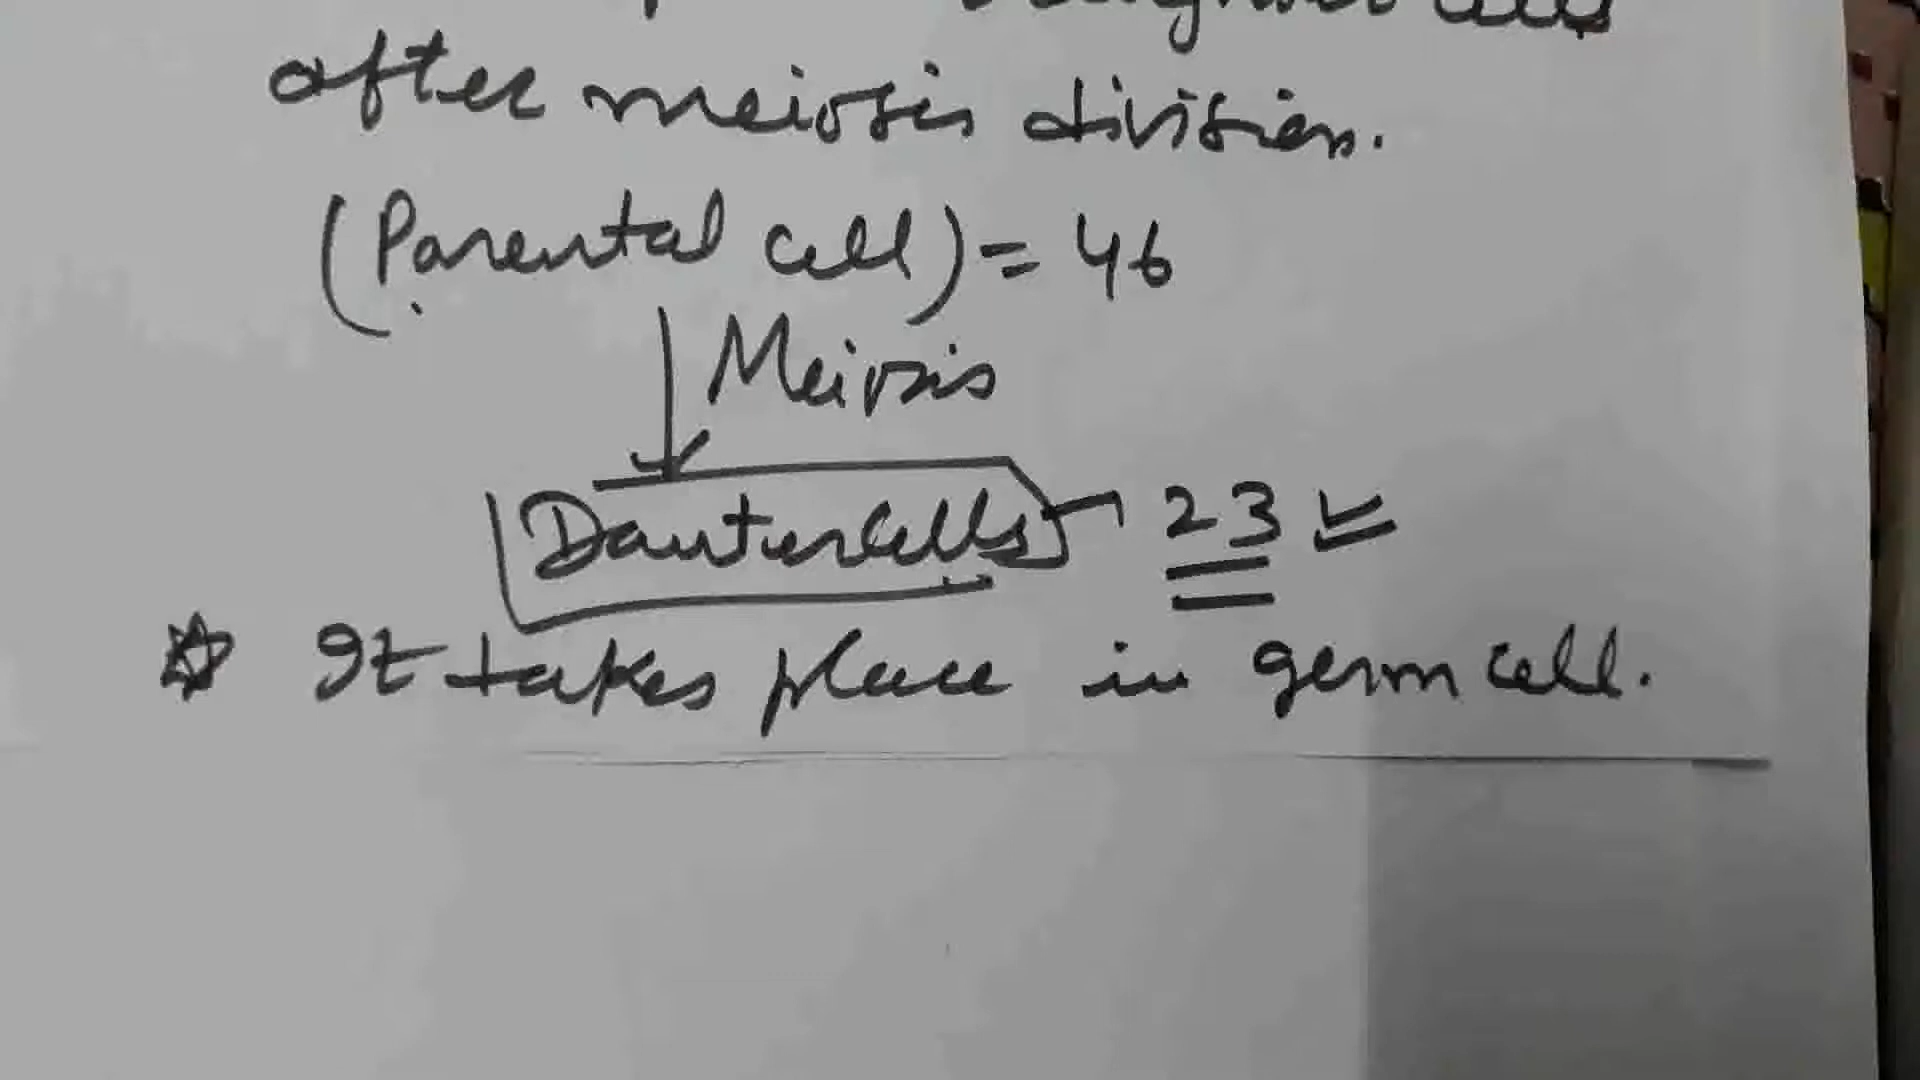 after meiosis division.
(Parental cell) = 46
Meiosis
Dauter Cells 23
It takes place in germ cell.